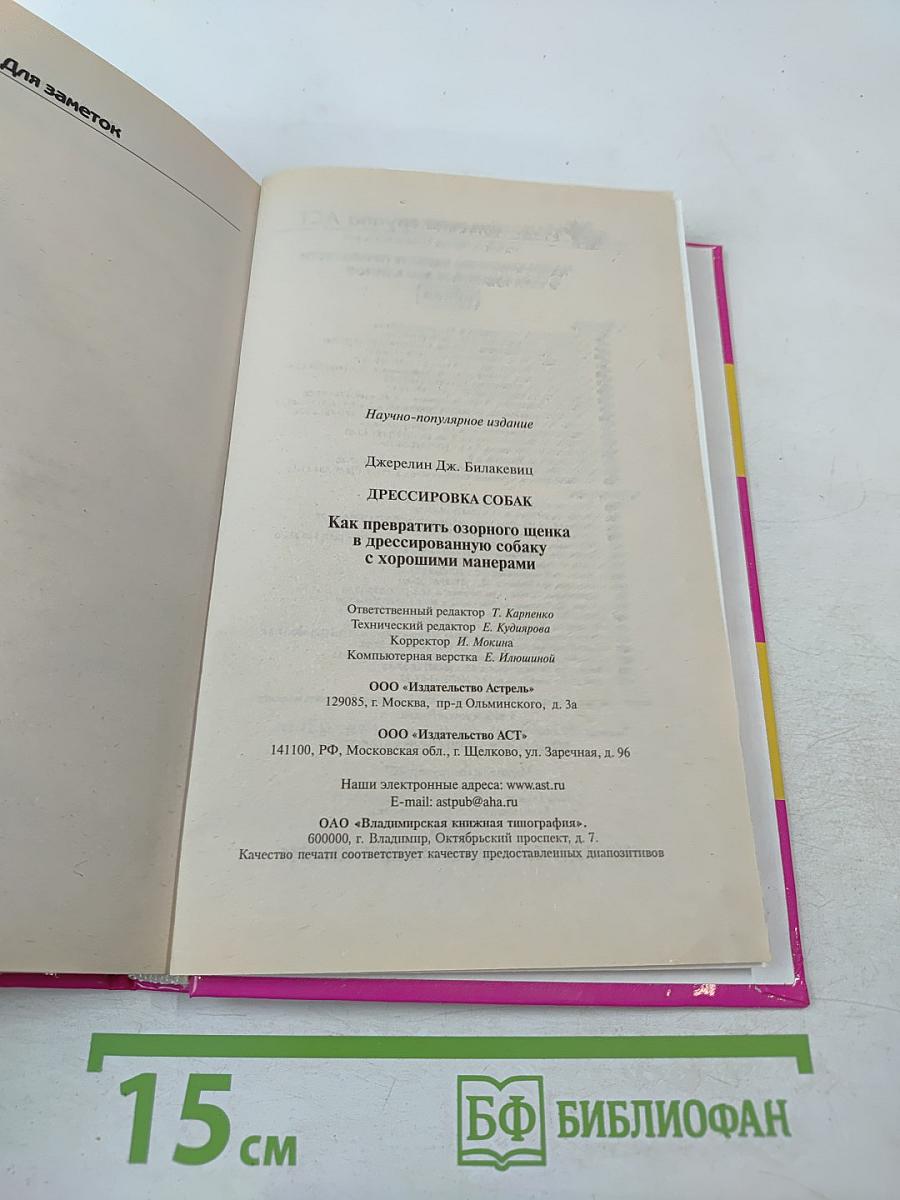 Для заметок
Научно-популярное издание
Джерелин Дж. Билакевиц
ДРЕССИРОВКА СОБАК
Как превратить озорного щенка
в дрессированную собаку
с хорошими манерами
Ответственный редактор Т. Карпенко
Технический редактор Е. Кудиярова
Корректор И. Мокина
Компьютерная верстка Е. Илюшиной
ООО «Издательство Астрель»
129085, г. Москва, пр-д Ольминского, д. 3а
ООО «Издательство АСТ»
141100, РФ, Московская обл., г. Щелково, ул. Заречная, д. 96
Наши электронные адреса: www.ast.ru
E-mail: astpub@aha.ru
ОАО «Владимирская книжная типография».
600000, г. Владимир, Октябрьский проспект, д. 7.
Качество печати соответствует качеству предоставленных диапозитивов
15 см
БФ БИБЛИОФАН